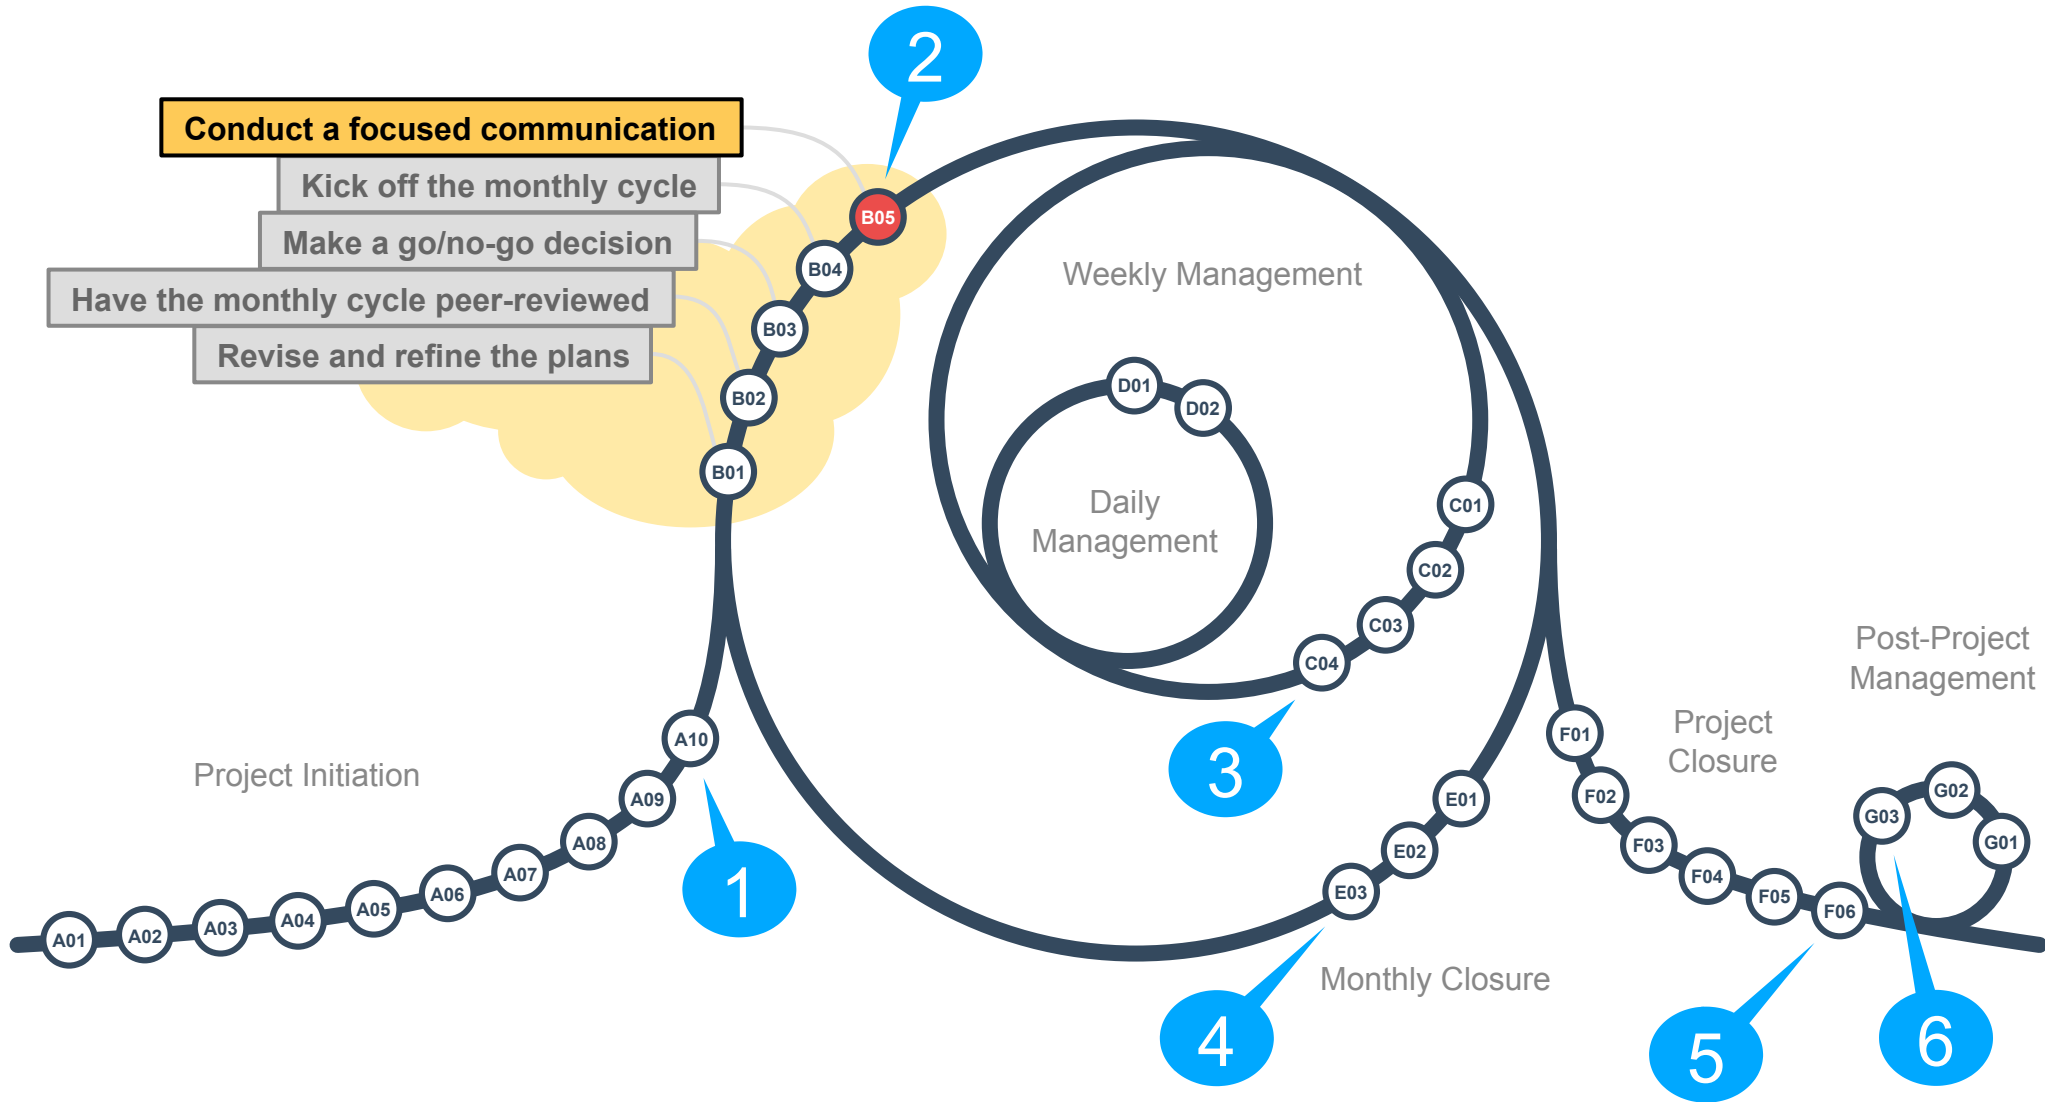 2
Conduct a focused communication
Kick off the monthly cycle
Make a go/no-go decision
Have the monthly cycle peer-reviewed
Revise and refine the plans
B05
B04
B03
B02
B01
Weekly Management
D01
D02
Daily
Management
C01
C02
C03
C04
3
Project Initiation
A01
A02
A03
A04
A05
A06
A07
A08
A09
A10
1
E01
E02
E03
Monthly Closure
4
Project
Closure
F01
F02
F03
F04
F05
F06
5
Post-Project
Management
G03
G02
G01
6